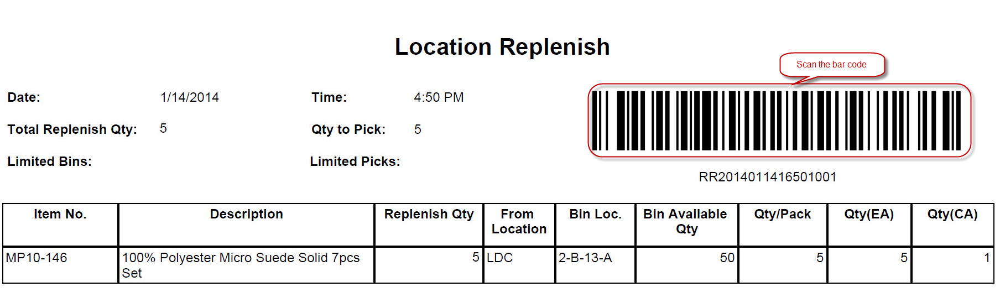 Location Replenish
Scan the bar code
Date: 1/14/2014 Time: 4:50 PM
Total Replenish Qty: 5 Qty to Pick: 5
Limited Bins: Limited Picks:
RR2014011416501001
Item No. Description Replenish Qty From Location Bin Loc. Bin Available Qty Qty/Pack Qty(EA) Qty(CA)
MP10-146 100% Polyester Micro Suede Solid 7pcs Set 5 LDC 2-B-13-A 50 5 5 1